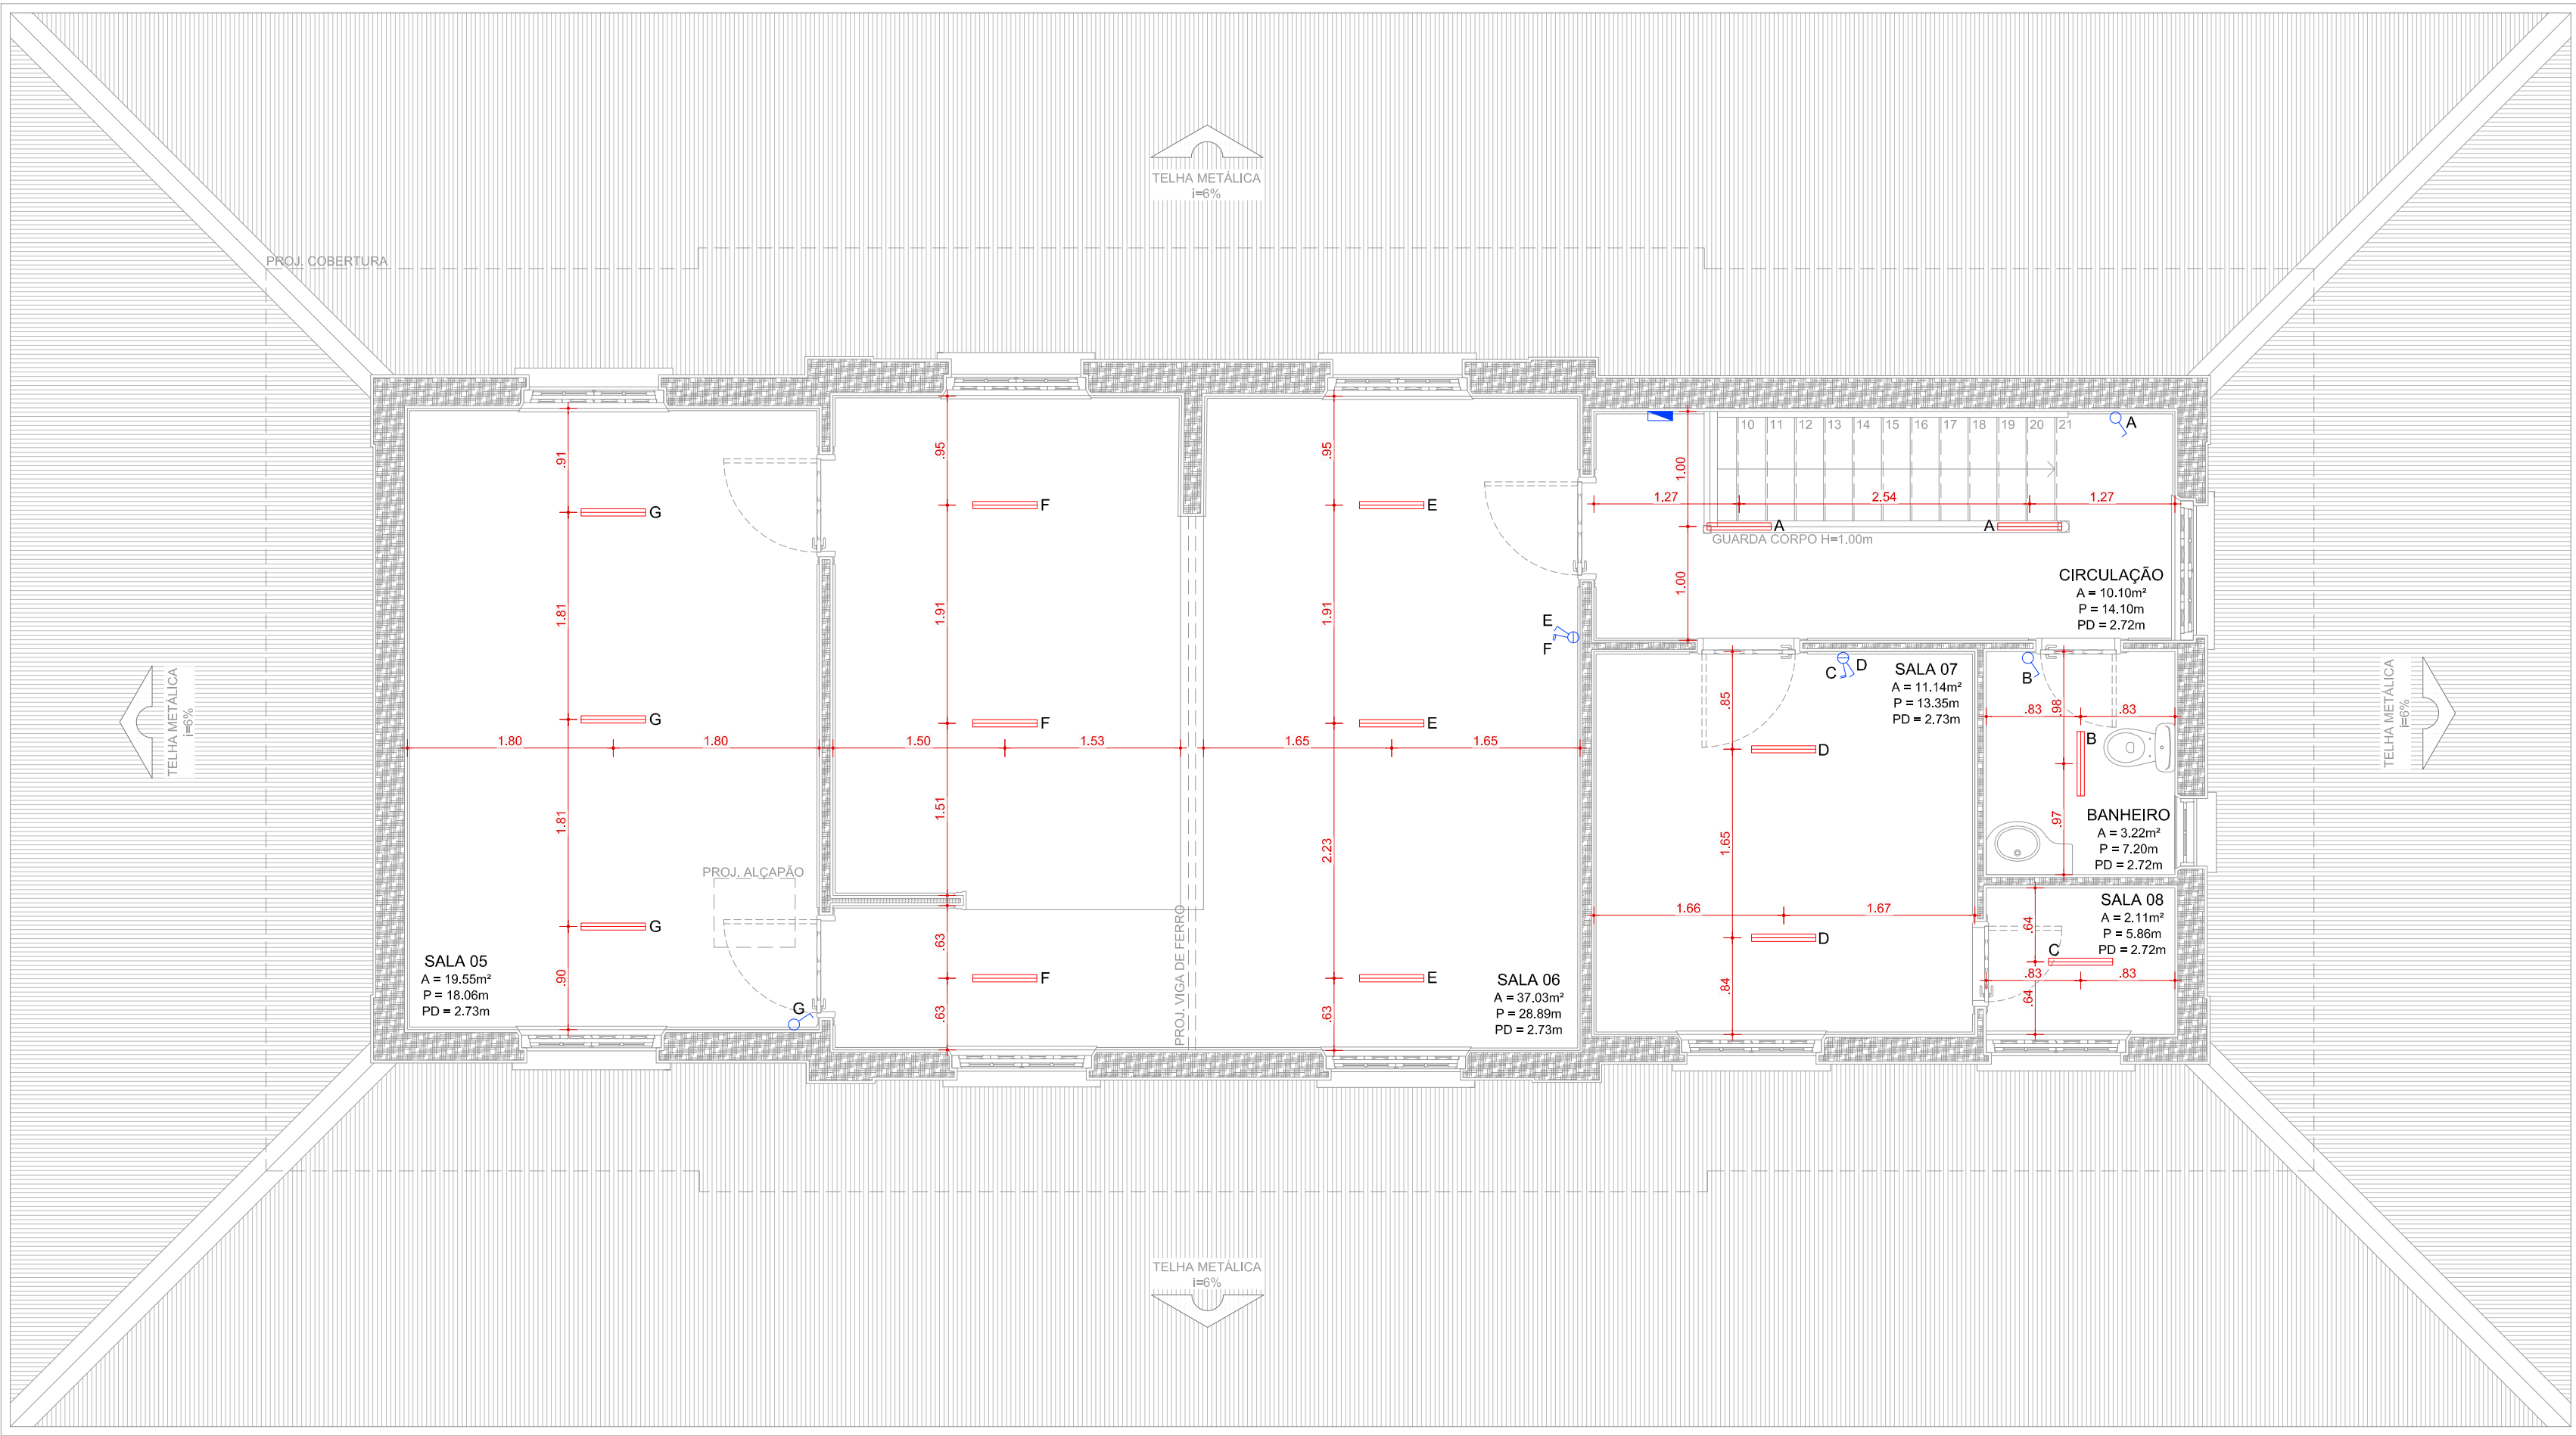 TELHA METÁLICA
i=6%
PROJ. COBERTURA
TELHA METÁLICA
i=6%
TELHA METÁLICA
i=6%
.91
1.81
1.81
.90
1.80
1.80
G
G
G
G
PROJ. ALÇAPÃO
SALA 05
A = 19.55m²
P = 18.06m
PD = 2.73m
.95
1.91
1.51
.63
.63
1.50
1.53
F
F
F
PROJ. VIGA DE FERRO
.95
1.91
2.23
.63
1.65
1.65
E
E
E
E
F
SALA 06
A = 37.03m²
P = 28.89m
PD = 2.73m
10
11
12
13
14
15
16
17
18
19
20
21
A
1.00
1.00
1.27
2.54
1.27
A
A
GUARDA CORPO H=1.00m
CIRCULAÇÃO
A = 10.10m²
P = 14.10m
PD = 2.72m
C
D
SALA 07
A = 11.14m²
P = 13.35m
PD = 2.73m
.85
1.65
.84
1.66
1.67
D
D
B
.98
.97
.83
.83
B
BANHEIRO
A = 3.22m²
P = 7.20m
PD = 2.72m
SALA 08
A = 2.11m²
P = 5.86m
PD = 2.72m
.64
.64
C
.83
.83
TELHA METÁLICA
i=6%